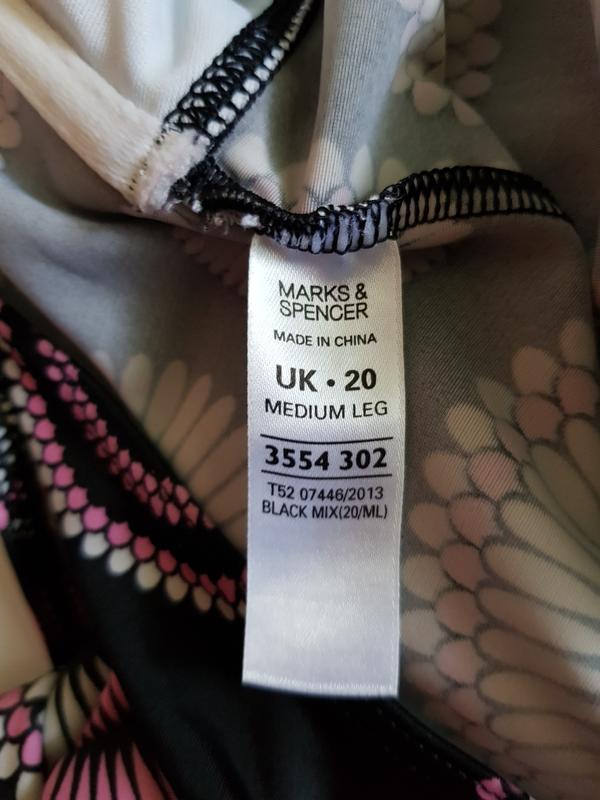 MARKS &
SPENCER
MADE IN CHINA
UK • 20
MEDIUM LEG
3554 302
T52 07446/2013
BLACK MIX(20/ML)